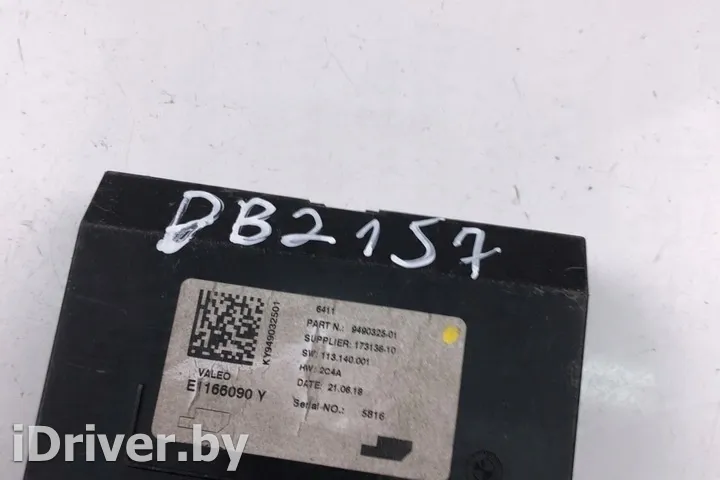 DB2157
6411
PART N.: 9490325-01
SUPPLIER: 173136-10
SW: 113.140.001
HW: 2C4A
DATE: 21.06.18
Serial-NO.: 5816
KY949032501
VALEO
E1166090 Y
iDriver.by